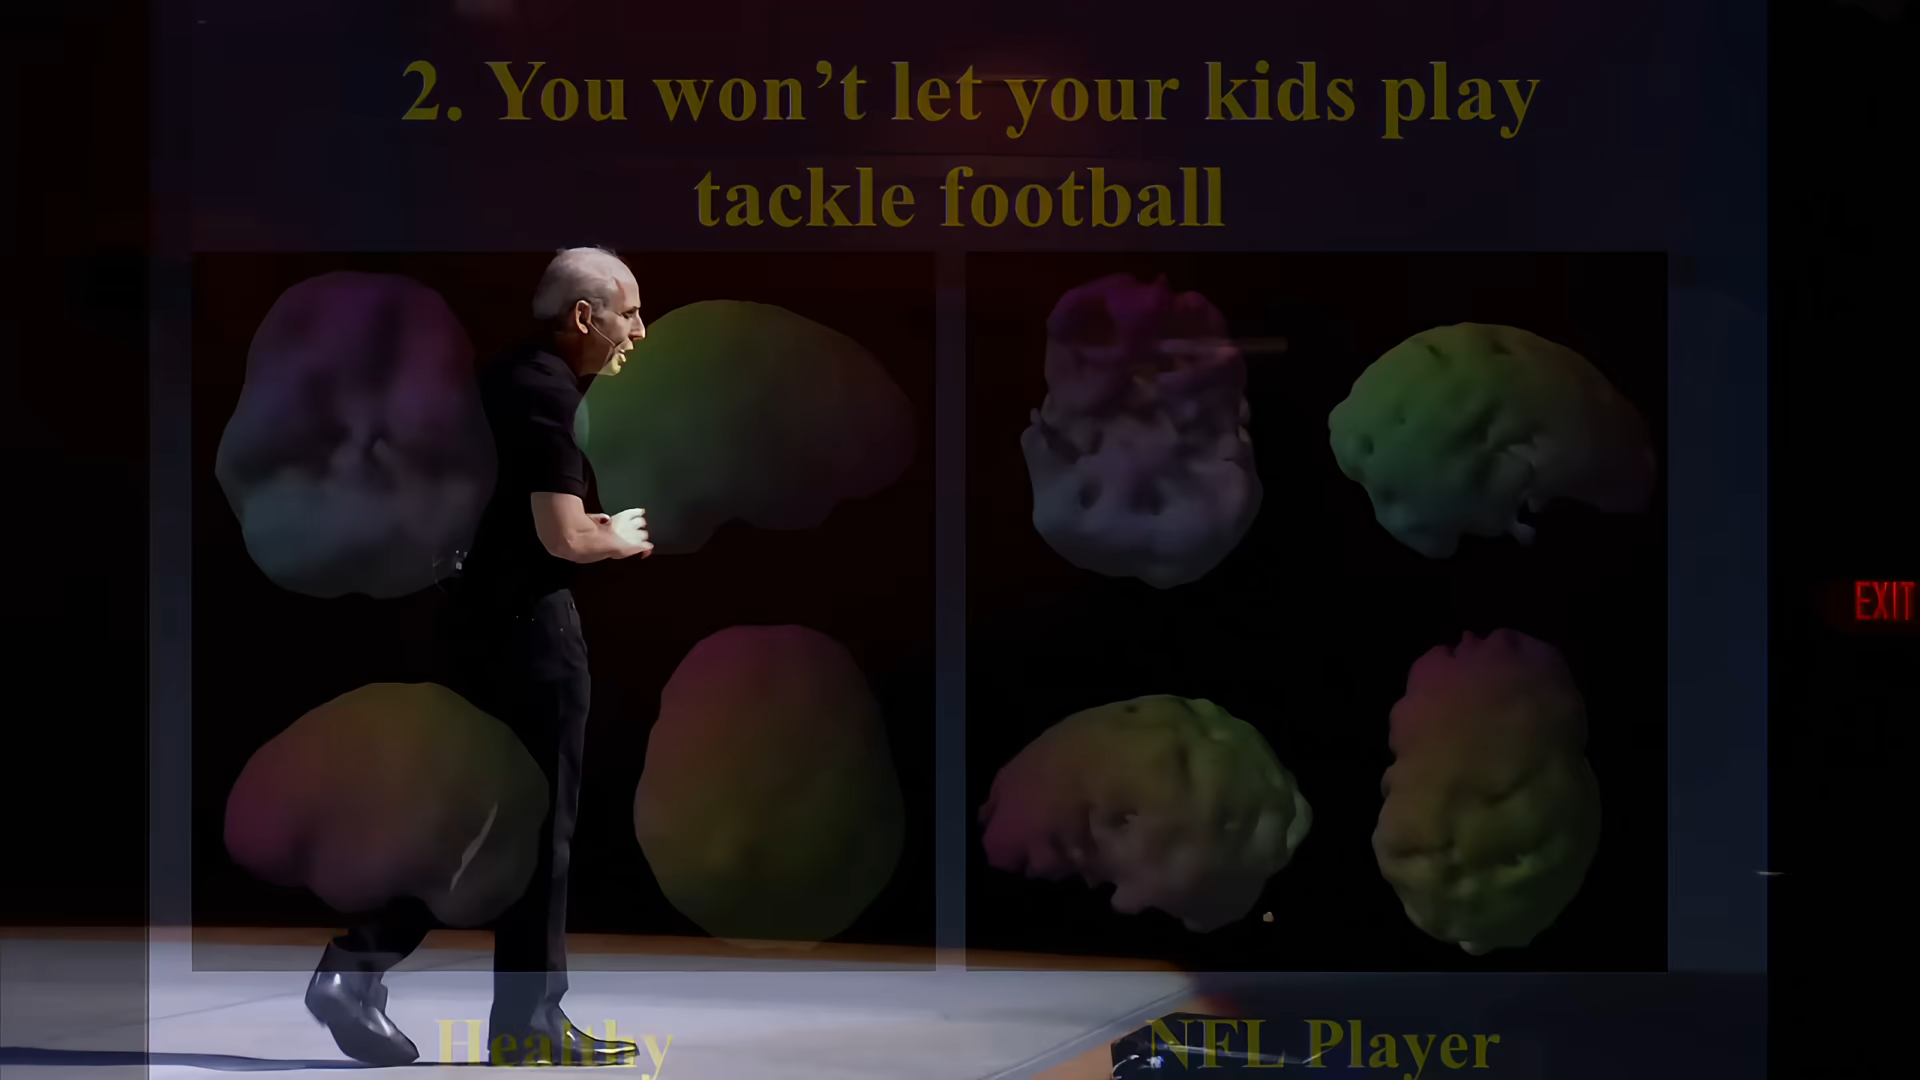 2. You won’t let your kids play
tackle football
EXIT
Healthy
NFL Player